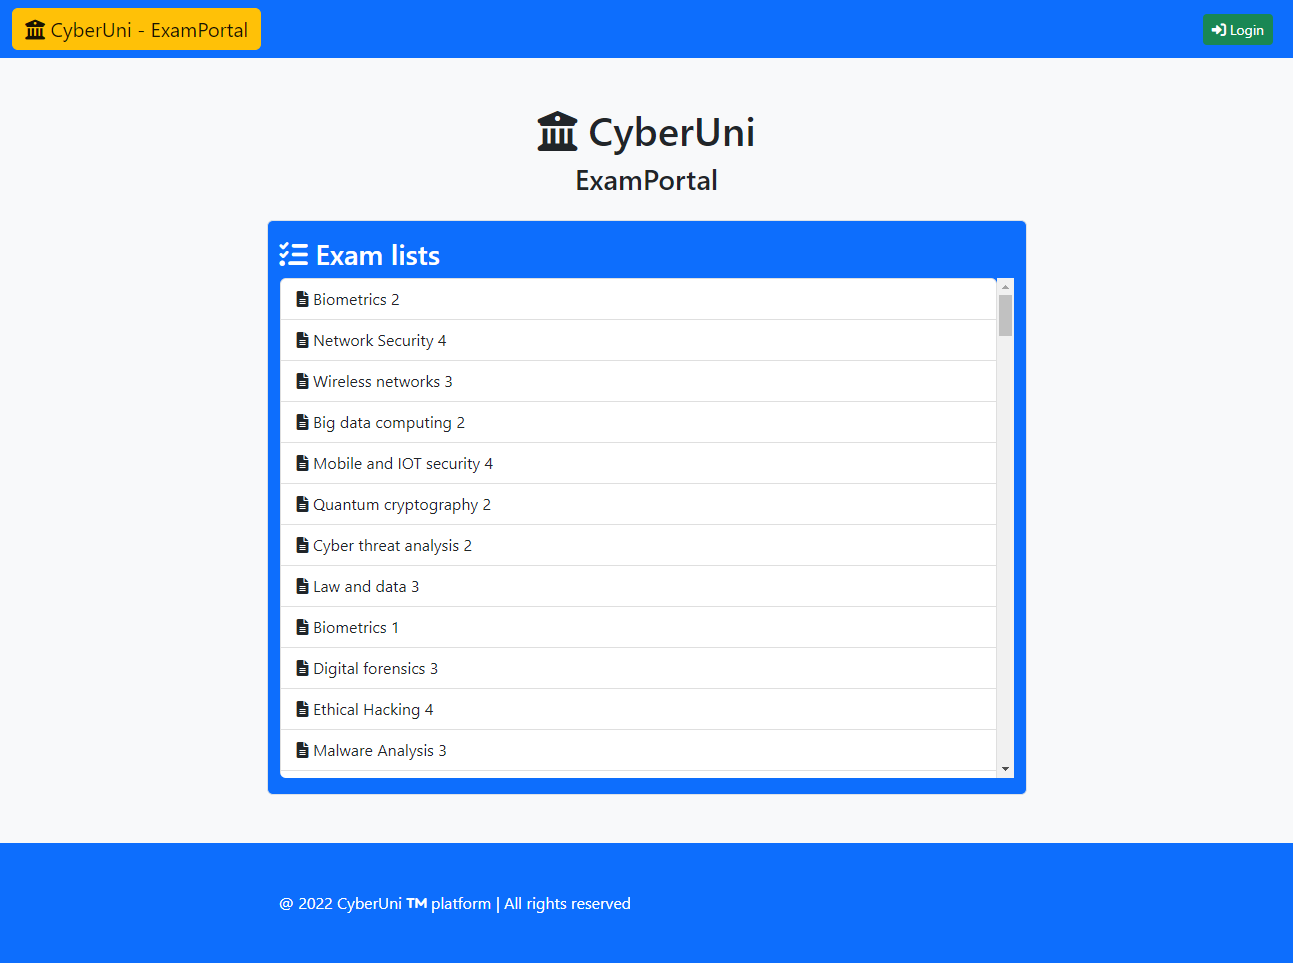 CyberUni - ExamPortal
Login
CyberUni
ExamPortal
Exam lists
Biometrics 2
Network Security 4
Wireless networks 3
Big data computing 2
Mobile and IOT security 4
Quantum cryptography 2
Cyber threat analysis 2
Law and data 3
Biometrics 1
Digital forensics 3
Ethical Hacking 4
Malware Analysis 3
@ 2022 CyberUni TM platform | All rights reserved